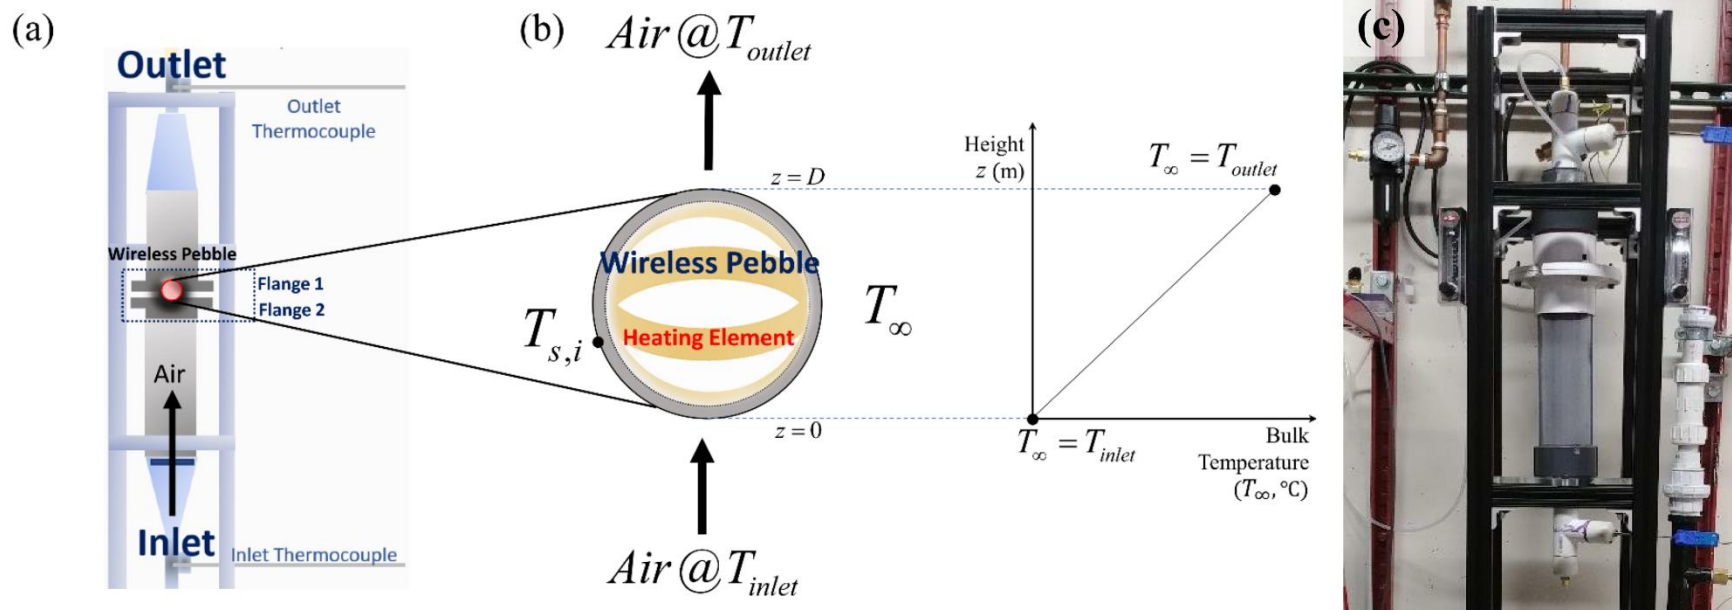 (a)
Outlet
Outlet
Thermocouple
Wireless Pebble
Flange 1
Flange 2
Air
Inlet
Inlet Thermocouple
(b)
Air @ T_outlet
z = D
Wireless Pebble
Heating Element
T_s,i
T_∞
z = 0
Air @ T_inlet
Height
z (m)
T_∞ = T_outlet
T_∞ = T_inlet
Bulk
Temperature
(T_∞, °C)
(c)